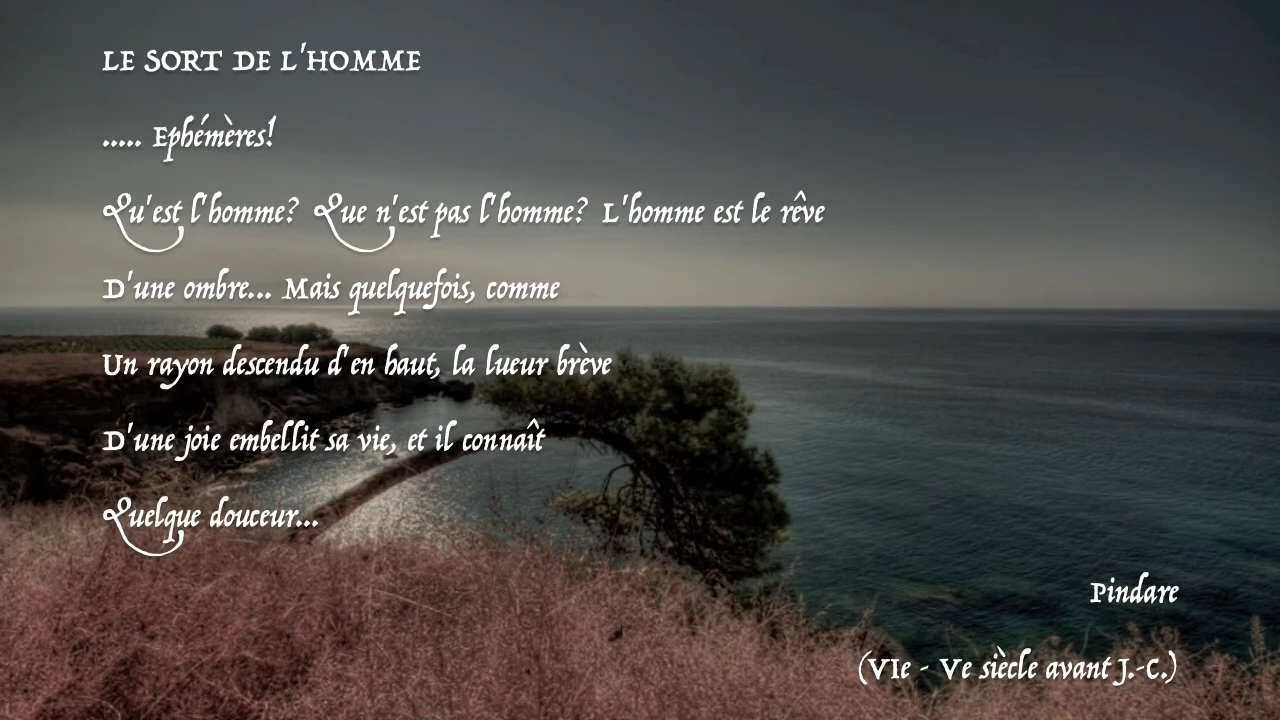 LE SORT DE L'HOMME
..... Ephémères!
Qu'est l'homme? Que n'est pas l'homme? L'homme est le rêve
D'une ombre... Mais quelquefois, comme
Un rayon descendu d'en haut, la lueur brève
D'une joie embellit sa vie, et il connaît
Quelque douceur...
Pindare
(VIe - Ve siècle avant J.-C.)